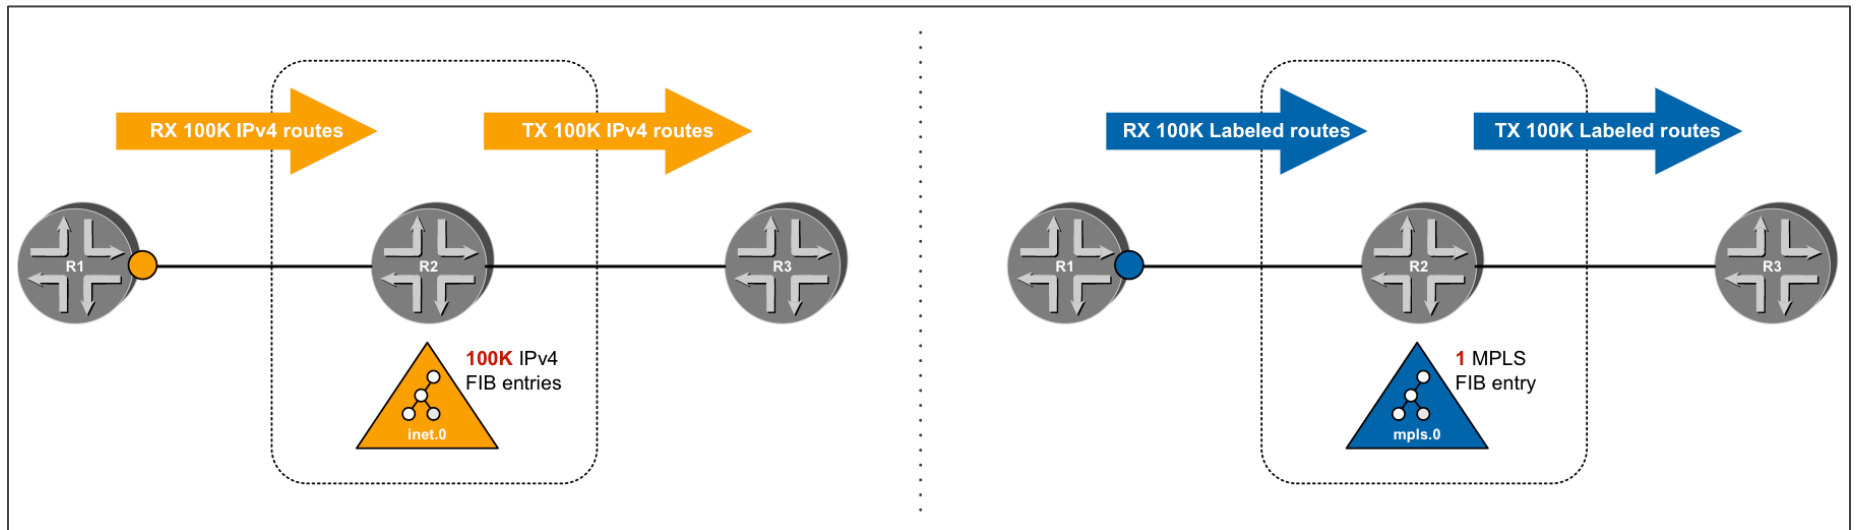 RX 100K IPv4 routes
TX 100K IPv4 routes
R1
R2
R3
100K IPv4
FIB entries
inet.0
RX 100K Labeled routes
TX 100K Labeled routes
R1
R2
R3
1 MPLS
FIB entry
mpls.0